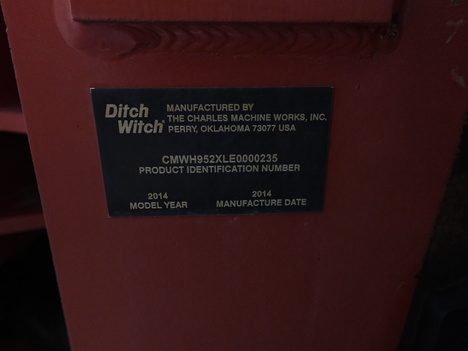 Ditch Witch
MANUFACTURED BY
THE CHARLES MACHINE WORKS, INC.
PERRY, OKLAHOMA 73077 USA
CMWH952XLE0000235
PRODUCT IDENTIFICATION NUMBER
2014
MODEL YEAR
2014
MANUFACTURE DATE